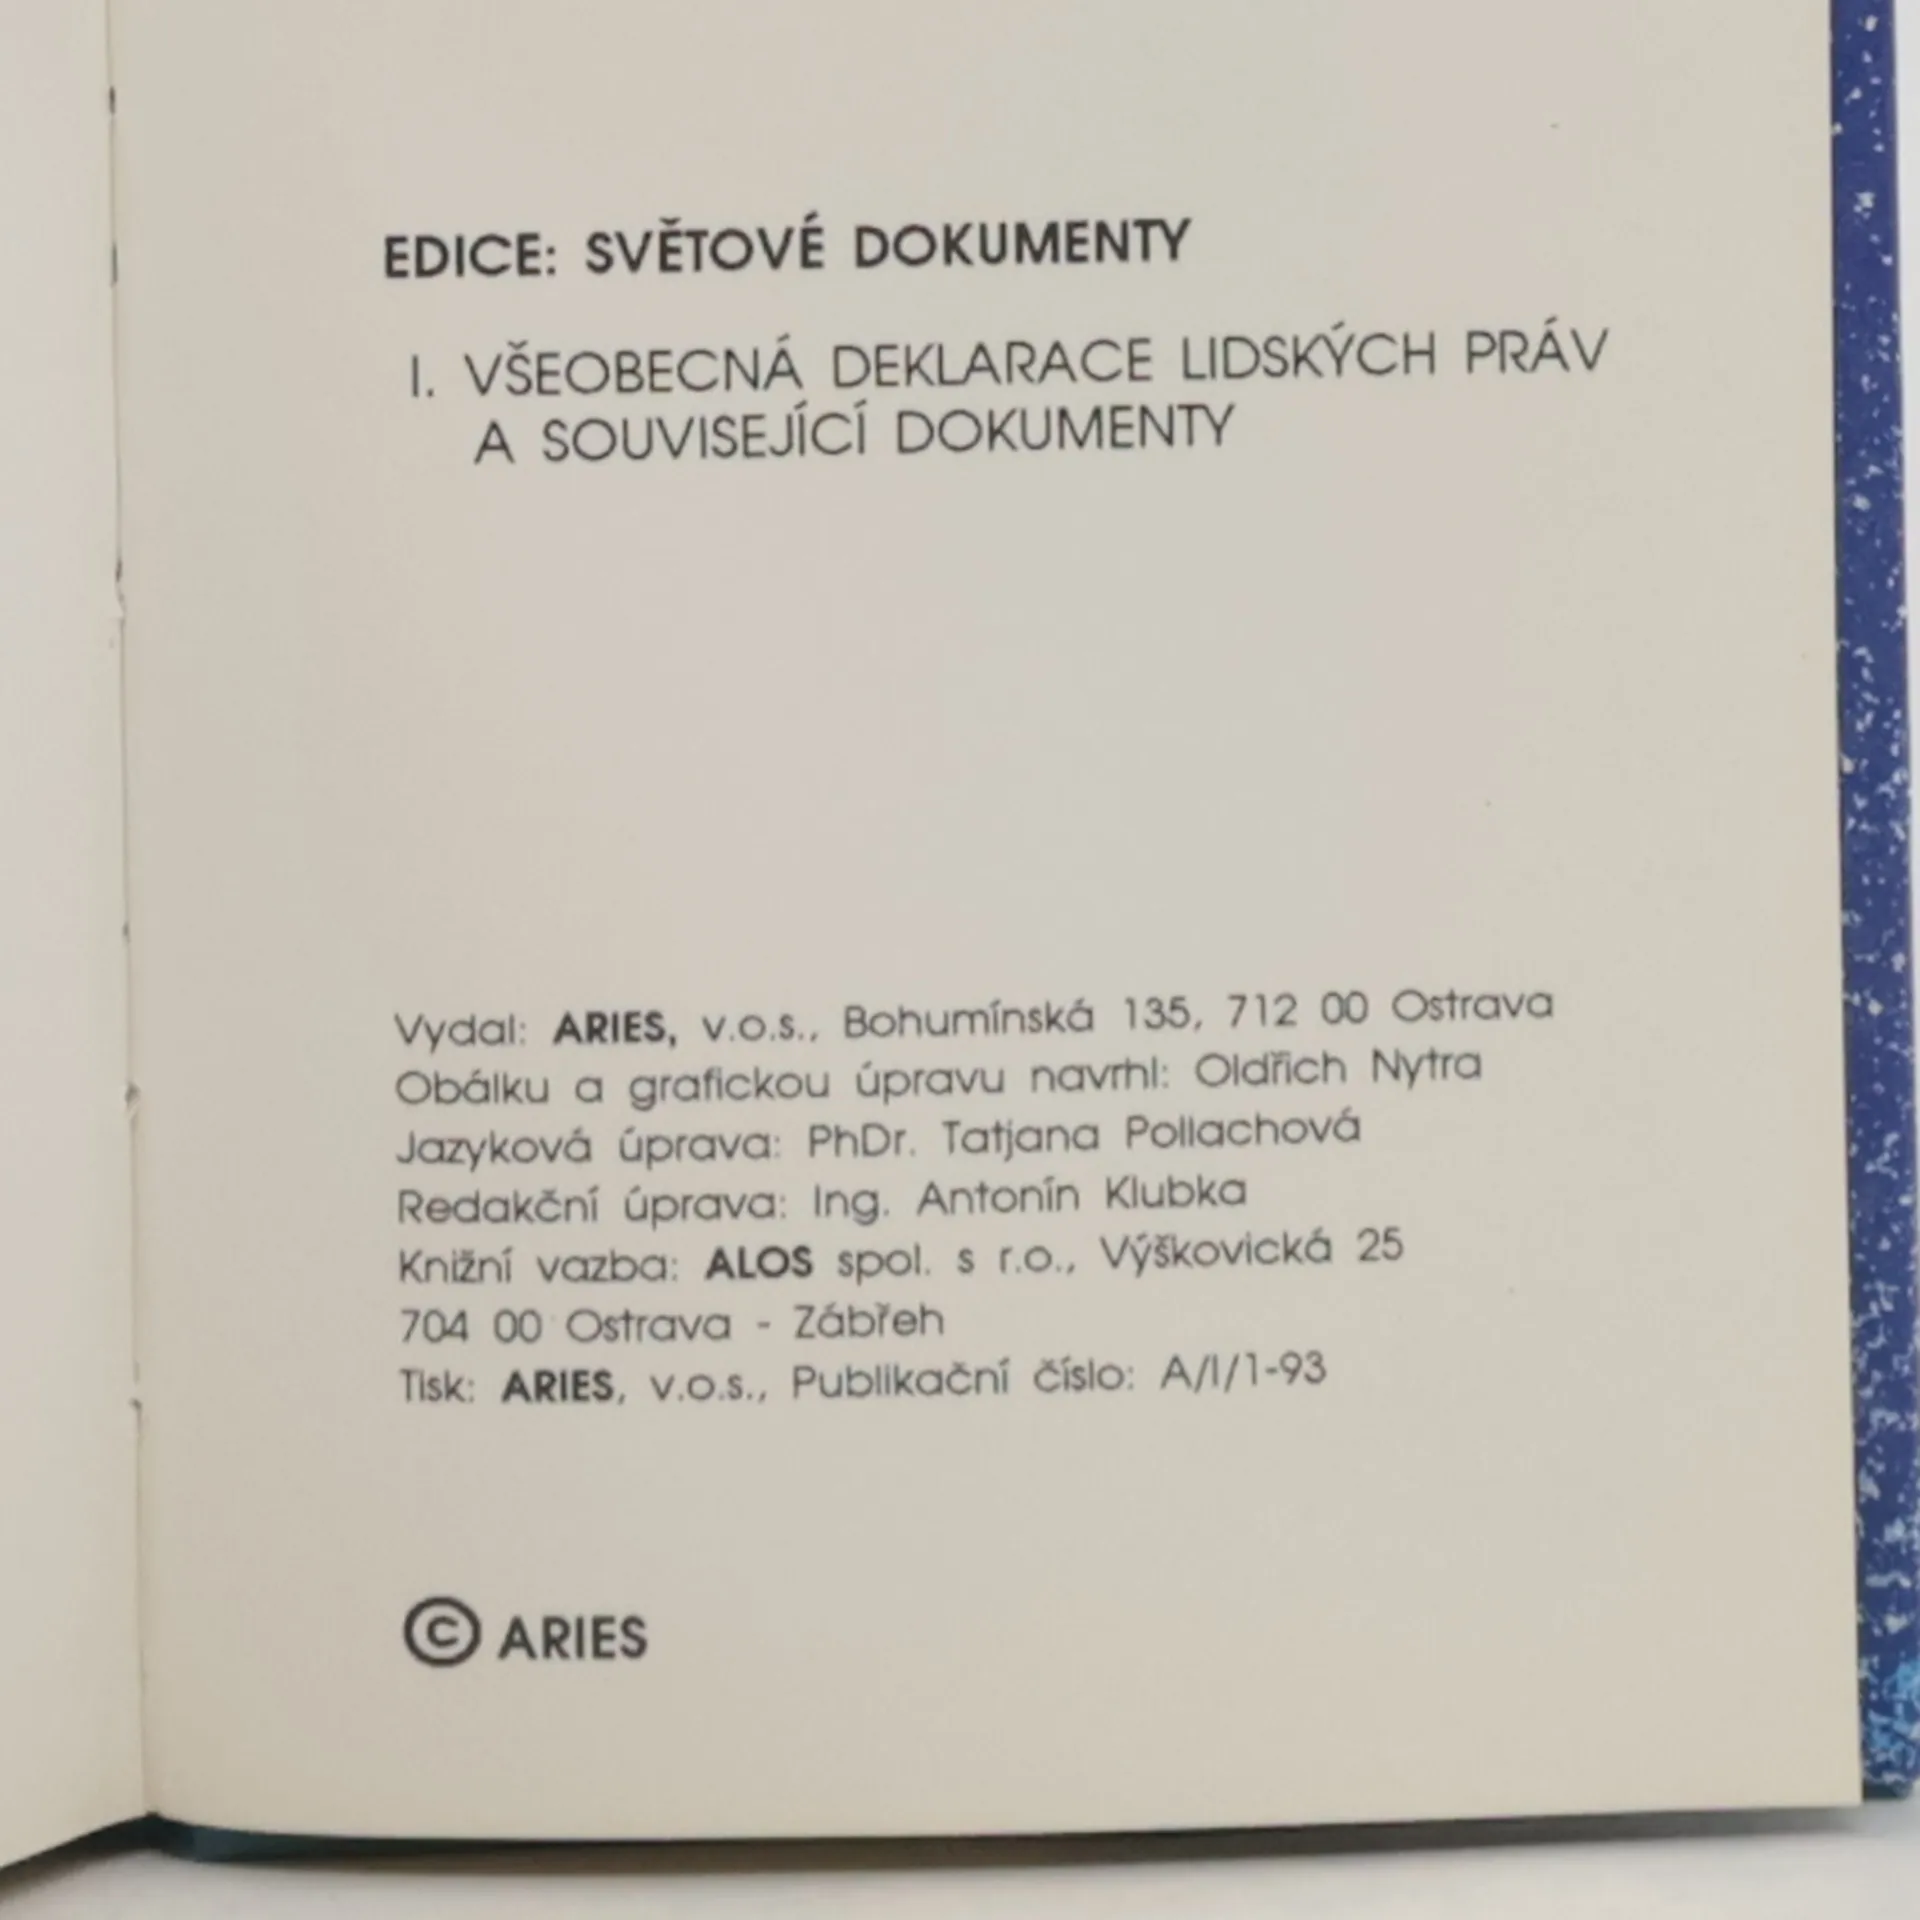 EDICE: SVĚTOVÉ DOKUMENTY
I. VŠEOBECNÁ DEKLARACE LIDSKÝCH PRÁV
A SOUVISEJÍCÍ DOKUMENTY
Vydal: ARIES, v.o.s., Bohumínská 135, 712 00 Ostrava
Obálku a grafickou úpravu navrhl: Oldřich Nytra
Jazyková úprava: PhDr. Tatjana Pollachová
Redakční úprava: Ing. Antonín Klubka
Knižní vazba: ALOS spol. s r.o., Výškovická 25
704 00 Ostrava - Zábřeh
Tisk: ARIES, v.o.s., Publikační číslo: A/I/1-93
© ARIES